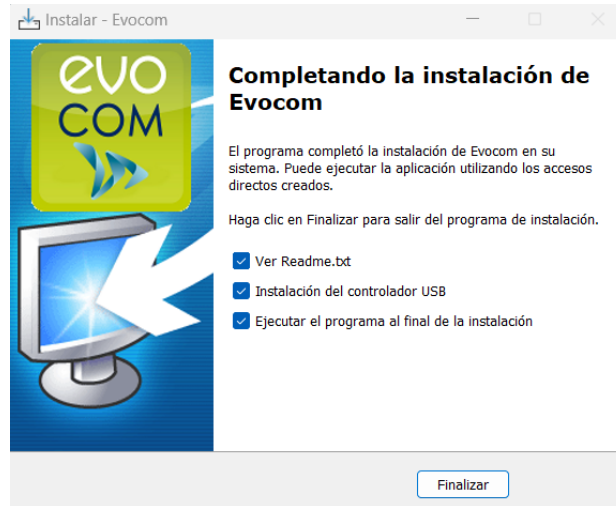 Instalar - Evocom
evo
COM
Completando la instalación de
Evocom
El programa completó la instalación de Evocom en su
sistema. Puede ejecutar la aplicación utilizando los accesos
directos creados.
Haga clic en Finalizar para salir del programa de instalación.
Ver Readme.txt
Instalación del controlador USB
Ejecutar el programa al final de la instalación
Finalizar